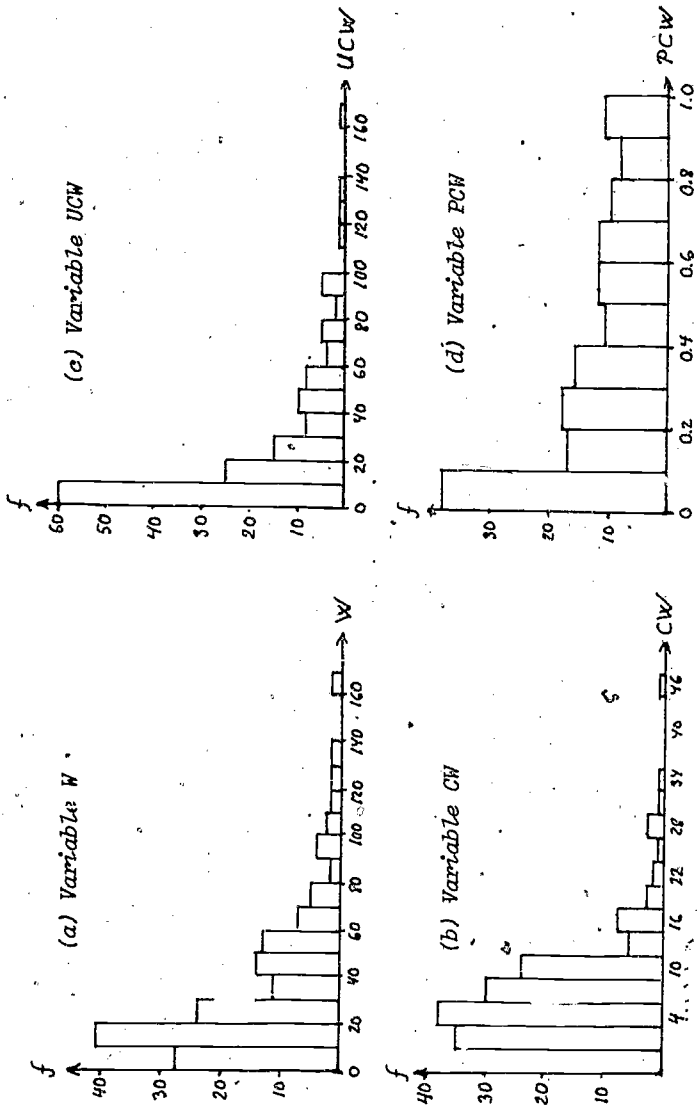 (a) Variable W
f
40
30
20
10
0 20 40 60 80 100 120 140 160 W
(c) Variable UCW
f
60
50
40
30
20
10
0 20 40 60 80 100 120 140 160 UCW
(b) Variable CW
f
40
30
20
10
4 10 16 22 28 34 40 46 CW
(d) Variable PCW
f
30
20
10
0 0.2 0.4 0.6 0.8 1.0 PCW